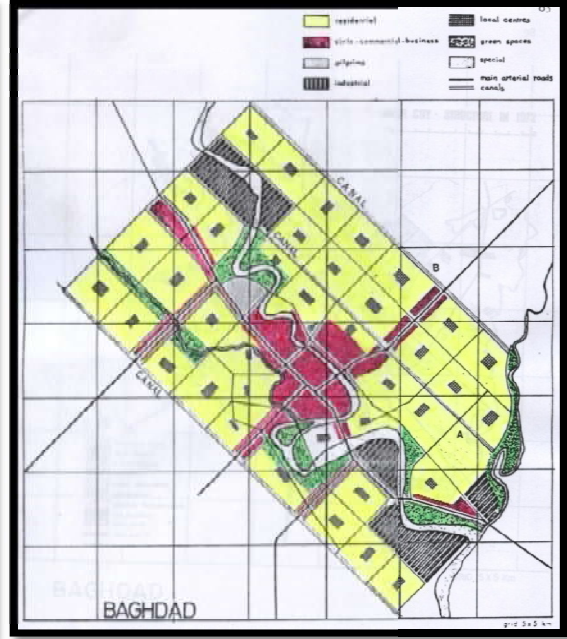 residential
civic-commercial-business
pilgrims
industrial
local centres
green spaces
special
main arterial roads
canals
CANAL
CANAL
CANAL
B
A
BAGHDAD
grid 5x5 km